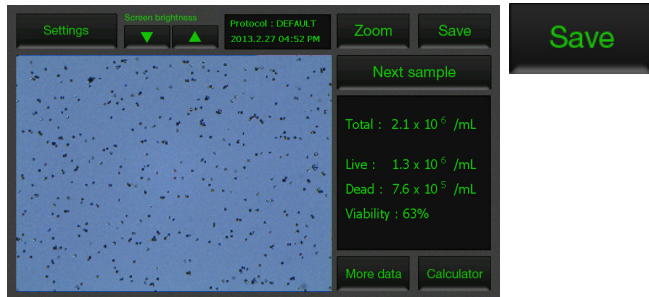 Settings
Screen brightness
Protocol : DEFAULT
2013.2.27 04:52 PM
Zoom
Save
Save
Next sample
Total : 2.1 x 10⁶ /mL
Live : 1.3 x 10⁶ /mL
Dead : 7.6 x 10⁵ /mL
Viability : 63%
More data
Calculator